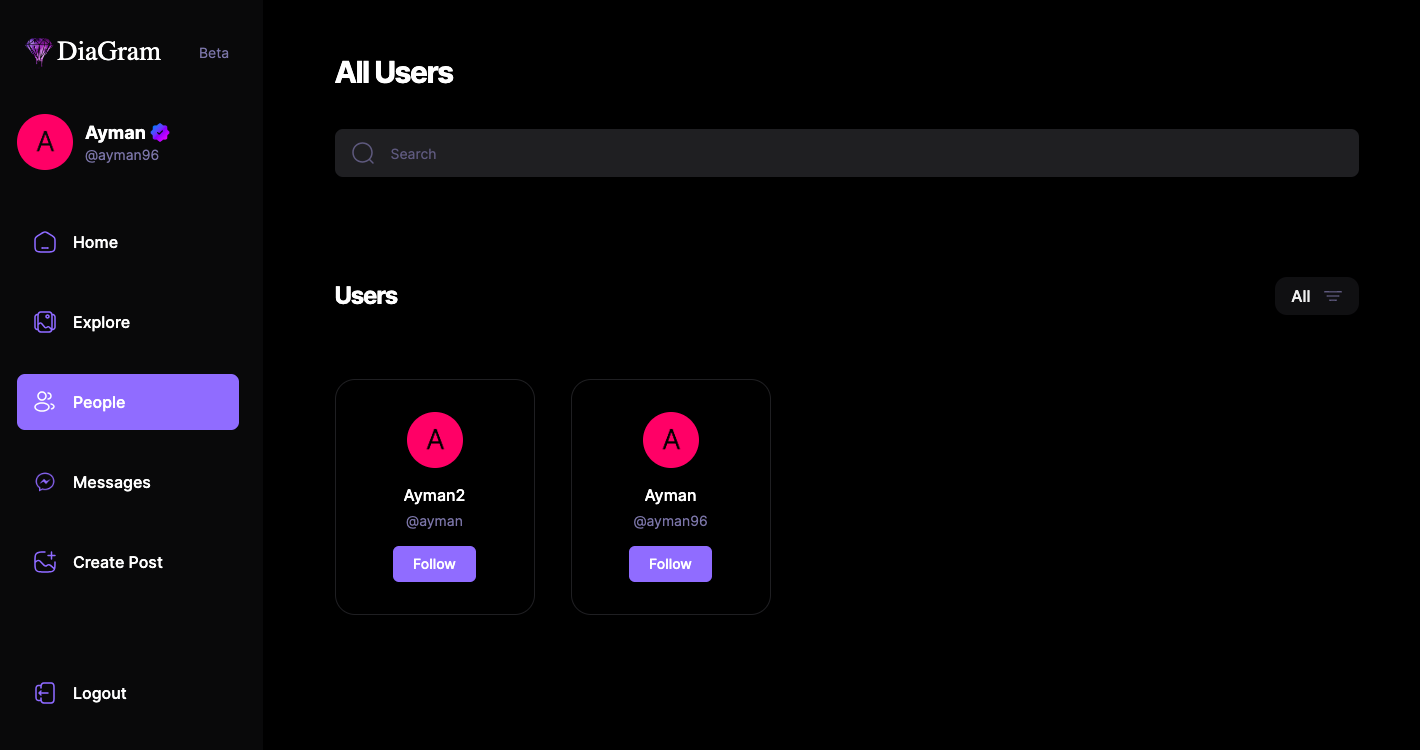 DiaGram Beta
A
Ayman
@ayman96
Home
Explore
People
Messages
Create Post
Logout
All Users
Search
Users
All
A
Ayman2
@ayman
Follow
A
Ayman
@ayman96
Follow